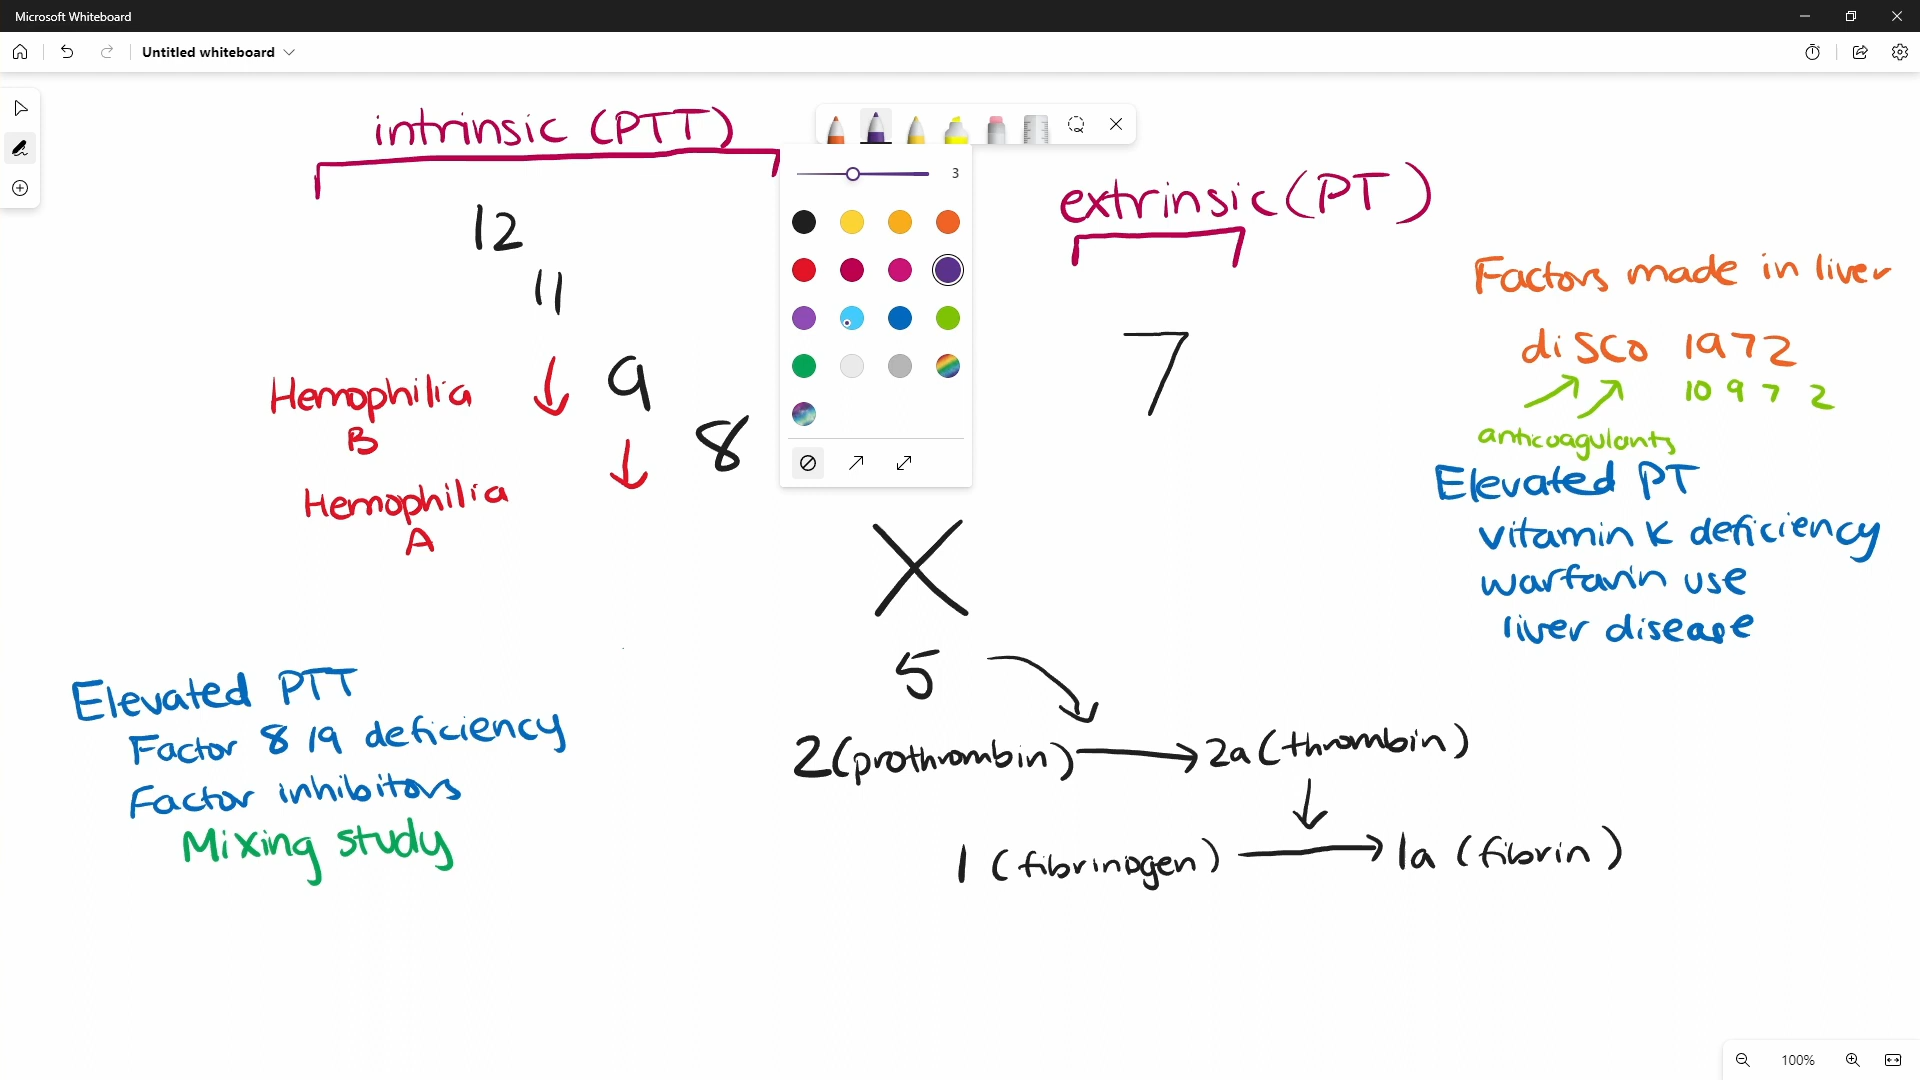 Microsoft Whiteboard
Untitled whiteboard
intrinsic (PTT)
3
extrinsic (PT)
12
11
9
8
7
Hemophilia
B
Hemophilia
A
X
5
2 (prothrombin) → 2a (thrombin)
1 (fibrinogen) → 1a (fibrin)
Factors made in liver
disco 1972
10 9 7 2
anticoagulants
Elevated PT
vitamin K deficiency
warfarin use
liver disease
Elevated PTT
Factor 8 / 9 deficiency
Factor inhibitors
Mixing study
100%